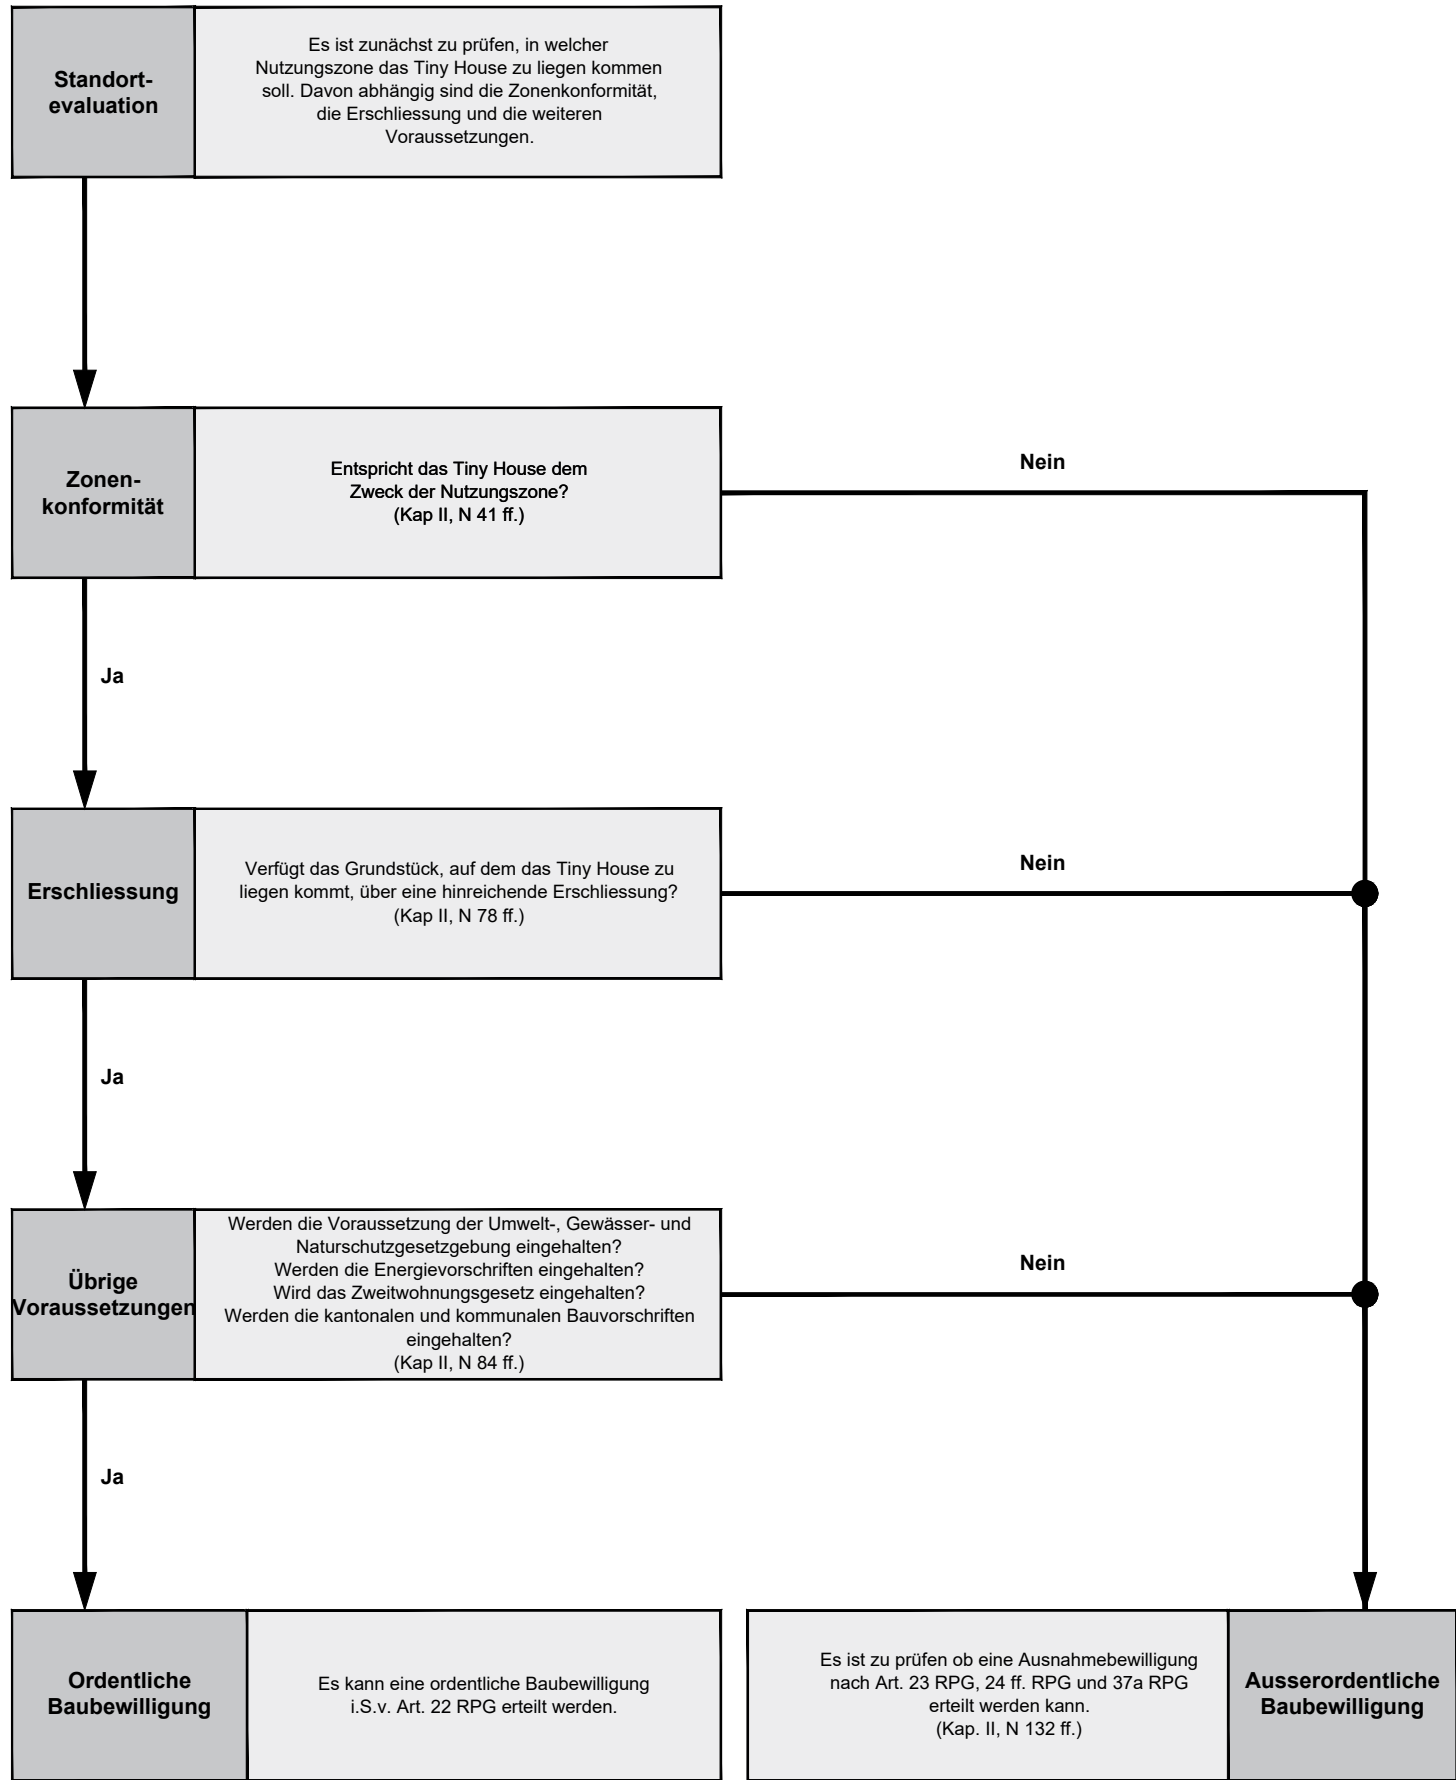 Standort-
evaluation
Es ist zunächst zu prüfen, in welcher
Nutzungszone das Tiny House zu liegen kommen
soll. Davon abhängig sind die Zonenkonformität,
die Erschliessung und die weiteren
Voraussetzungen.
Zonen-
konformität
Entspricht das Tiny House dem
Zweck der Nutzungszone?
(Kap II, N 41 ff.)
Nein
Ja
Erschliessung
Verfügt das Grundstück, auf dem das Tiny House zu
liegen kommt, über eine hinreichende Erschliessung?
(Kap II, N 78 ff.)
Nein
Ja
Übrige
Voraussetzungen
Werden die Voraussetzung der Umwelt-, Gewässer- und
Naturschutzgesetzgebung eingehalten?
Werden die Energievorschriften eingehalten?
Wird das Zweitwohnungsgesetz eingehalten?
Werden die kantonalen und kommunalen Bauvorschriften
eingehalten?
(Kap II, N 84 ff.)
Nein
Ja
Ordentliche
Baubewilligung
Es kann eine ordentliche Baubewilligung
i.S.v. Art. 22 RPG erteilt werden.
Es ist zu prüfen ob eine Ausnahmebewilligung
nach Art. 23 RPG, 24 ff. RPG und 37a RPG
erteilt werden kann.
(Kap. II, N 132 ff.)
Ausserordentliche
Baubewilligung